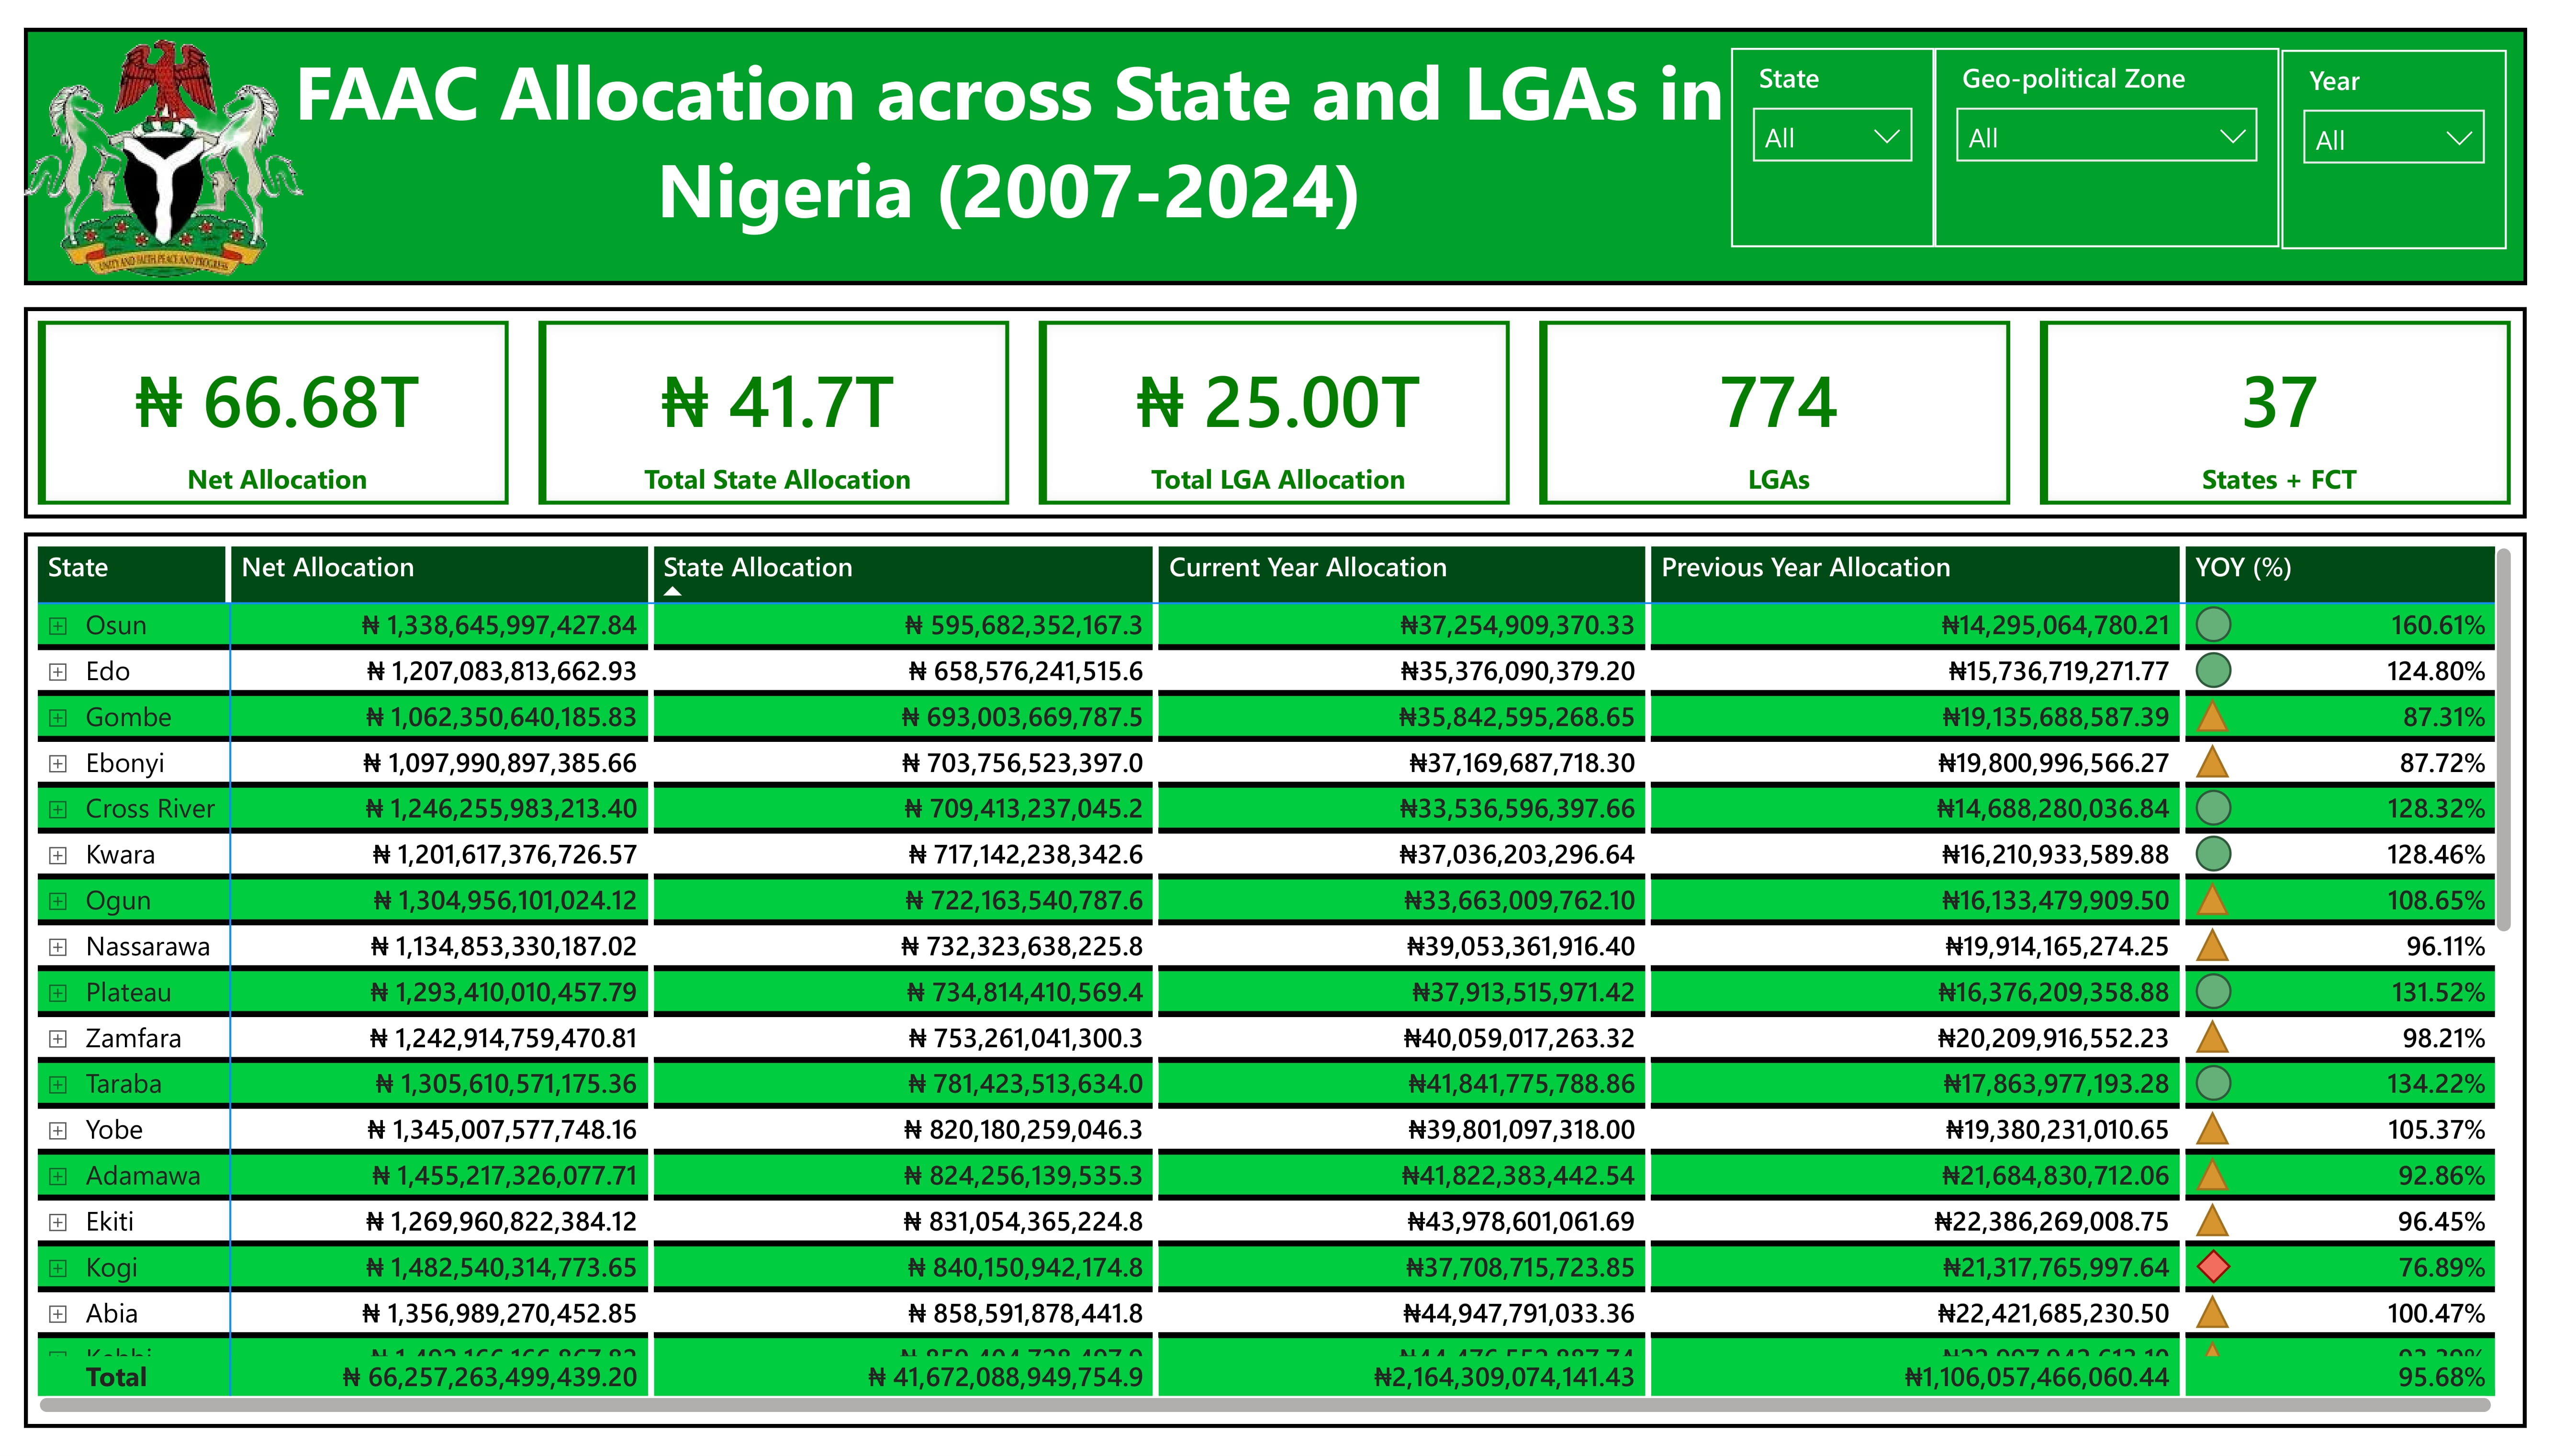 FAAC Allocation across State and LGAs in
Nigeria (2007-2024)
UNITY AND FAITH, PEACE AND PROGRESS
State
All
Geo-political Zone
All
Year
All
₦ 66.68T
Net Allocation
₦ 41.7T
Total State Allocation
₦ 25.00T
Total LGA Allocation
774
LGAs
37
States + FCT
State Net Allocation State Allocation Current Year Allocation Previous Year Allocation YOY (%)
Osun ₦ 1,338,645,997,427.84 ₦ 595,682,352,167.3 ₦37,254,909,370.33 ₦14,295,064,780.21 160.61%
Edo ₦ 1,207,083,813,662.93 ₦ 658,576,241,515.6 ₦35,376,090,379.20 ₦15,736,719,271.77 124.80%
Gombe ₦ 1,062,350,640,185.83 ₦ 693,003,669,787.5 ₦35,842,595,268.65 ₦19,135,688,587.39 87.31%
Ebonyi ₦ 1,097,990,897,385.66 ₦ 703,756,523,397.0 ₦37,169,687,718.30 ₦19,800,996,566.27 87.72%
Cross River ₦ 1,246,255,983,213.40 ₦ 709,413,237,045.2 ₦33,536,596,397.66 ₦14,688,280,036.84 128.32%
Kwara ₦ 1,201,617,376,726.57 ₦ 717,142,238,342.6 ₦37,036,203,296.64 ₦16,210,933,589.88 128.46%
Ogun ₦ 1,304,956,101,024.12 ₦ 722,163,540,787.6 ₦33,663,009,762.10 ₦16,133,479,909.50 108.65%
Nassarawa ₦ 1,134,853,330,187.02 ₦ 732,323,638,225.8 ₦39,053,361,916.40 ₦19,914,165,274.25 96.11%
Plateau ₦ 1,293,410,010,457.79 ₦ 734,814,410,569.4 ₦37,913,515,971.42 ₦16,376,209,358.88 131.52%
Zamfara ₦ 1,242,914,759,470.81 ₦ 753,261,041,300.3 ₦40,059,017,263.32 ₦20,209,916,552.23 98.21%
Taraba ₦ 1,305,610,571,175.36 ₦ 781,423,513,634.0 ₦41,841,775,788.86 ₦17,863,977,193.28 134.22%
Yobe ₦ 1,345,007,577,748.16 ₦ 820,180,259,046.3 ₦39,801,097,318.00 ₦19,380,231,010.65 105.37%
Adamawa ₦ 1,455,217,326,077.71 ₦ 824,256,139,535.3 ₦41,822,383,442.54 ₦21,684,830,712.06 92.86%
Ekiti ₦ 1,269,960,822,384.12 ₦ 831,054,365,224.8 ₦43,978,601,061.69 ₦22,386,269,008.75 96.45%
Kogi ₦ 1,482,540,314,773.65 ₦ 840,150,942,174.8 ₦37,708,715,723.85 ₦21,317,765,997.64 76.89%
Abia ₦ 1,356,989,270,452.85 ₦ 858,591,878,441.8 ₦44,947,791,033.36 ₦22,421,685,230.50 100.47%
Total ₦ 66,257,263,499,439.20 ₦ 41,672,088,949,754.9 ₦2,164,309,074,141.43 ₦1,106,057,466,060.44 95.68%